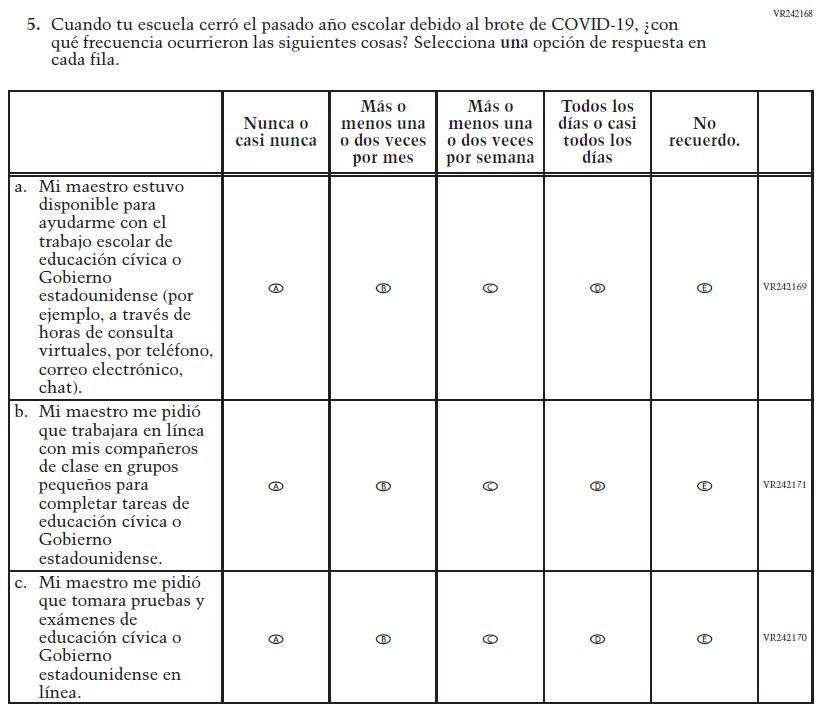 VR242168
5. Cuando tu escuela cerró el pasado año escolar debido al brote de COVID-19, ¿con
qué frecuencia ocurrieron las siguientes cosas? Selecciona una opción de respuesta en
cada fila.
Nunca o
casi nunca
Más o
menos una
o dos veces
por mes
Más o
menos una
o dos veces
por semana
Todos los
días o casi
todos los
días
No
recuerdo.
a. Mi maestro estuvo
disponible para
ayudarme con el
trabajo escolar de
educación cívica o
Gobierno
estadounidense (por
ejemplo, a través de
horas de consulta
virtuales, por teléfono,
correo electrónico,
chat).
A B C D E VR242169
b. Mi maestro me pidió
que trabajara en línea
con mis compañeros
de clase en grupos
pequeños para
completar tareas de
educación cívica o
Gobierno
estadounidense.
A B C D E VR242171
c. Mi maestro me pidió
que tomara pruebas y
exámenes de
educación cívica o
Gobierno
estadounidense en
línea.
A B C D E VR242170